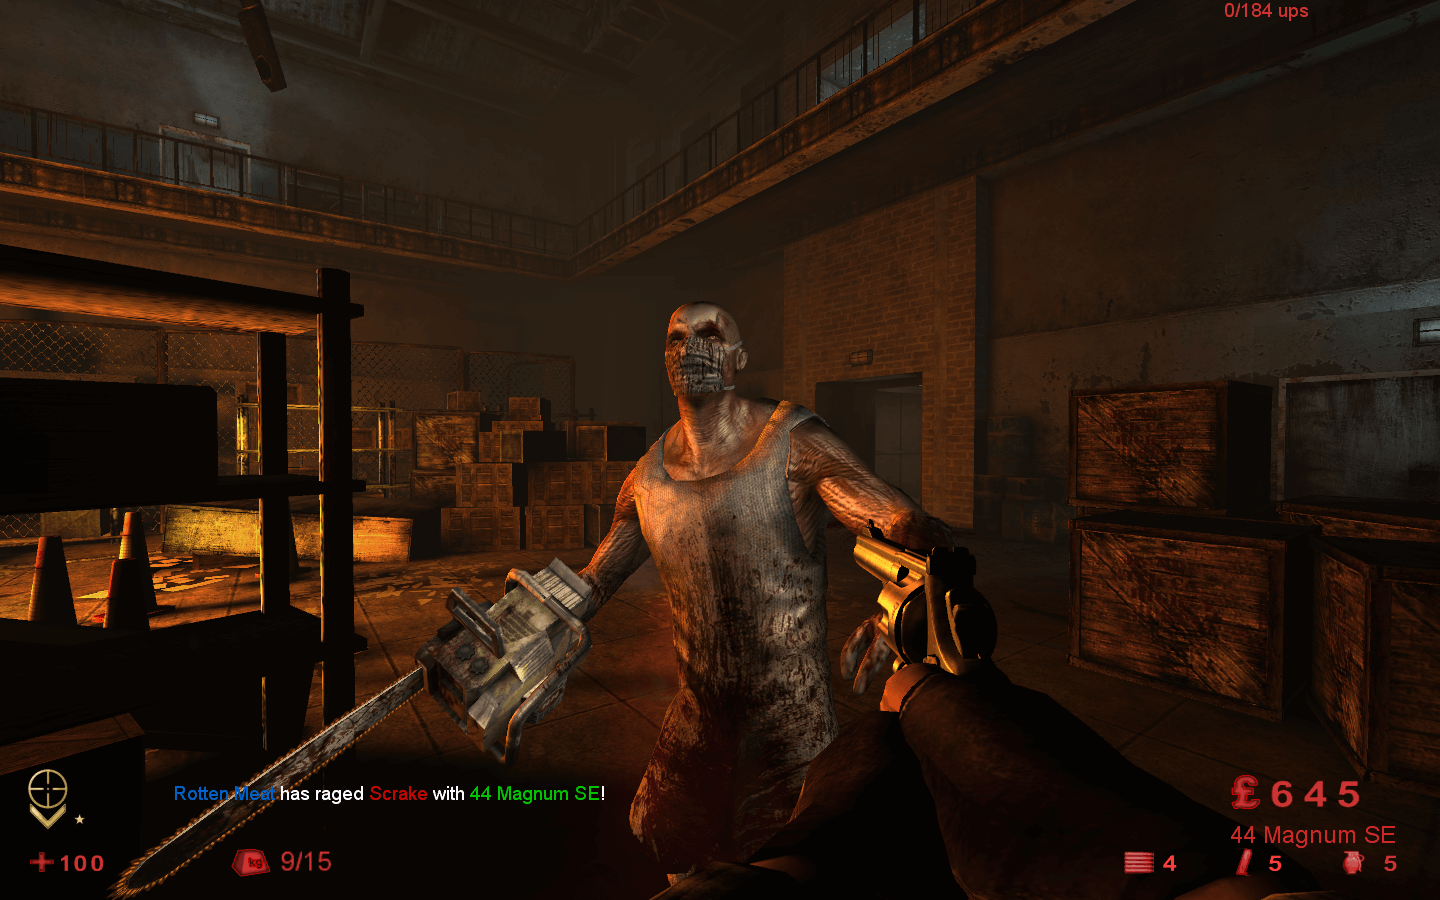 0/184 ups
Rotten Meat has raged Scrake with 44 Magnum SE!
£645
44 Magnum SE
100
kg 9/15
4 5 5